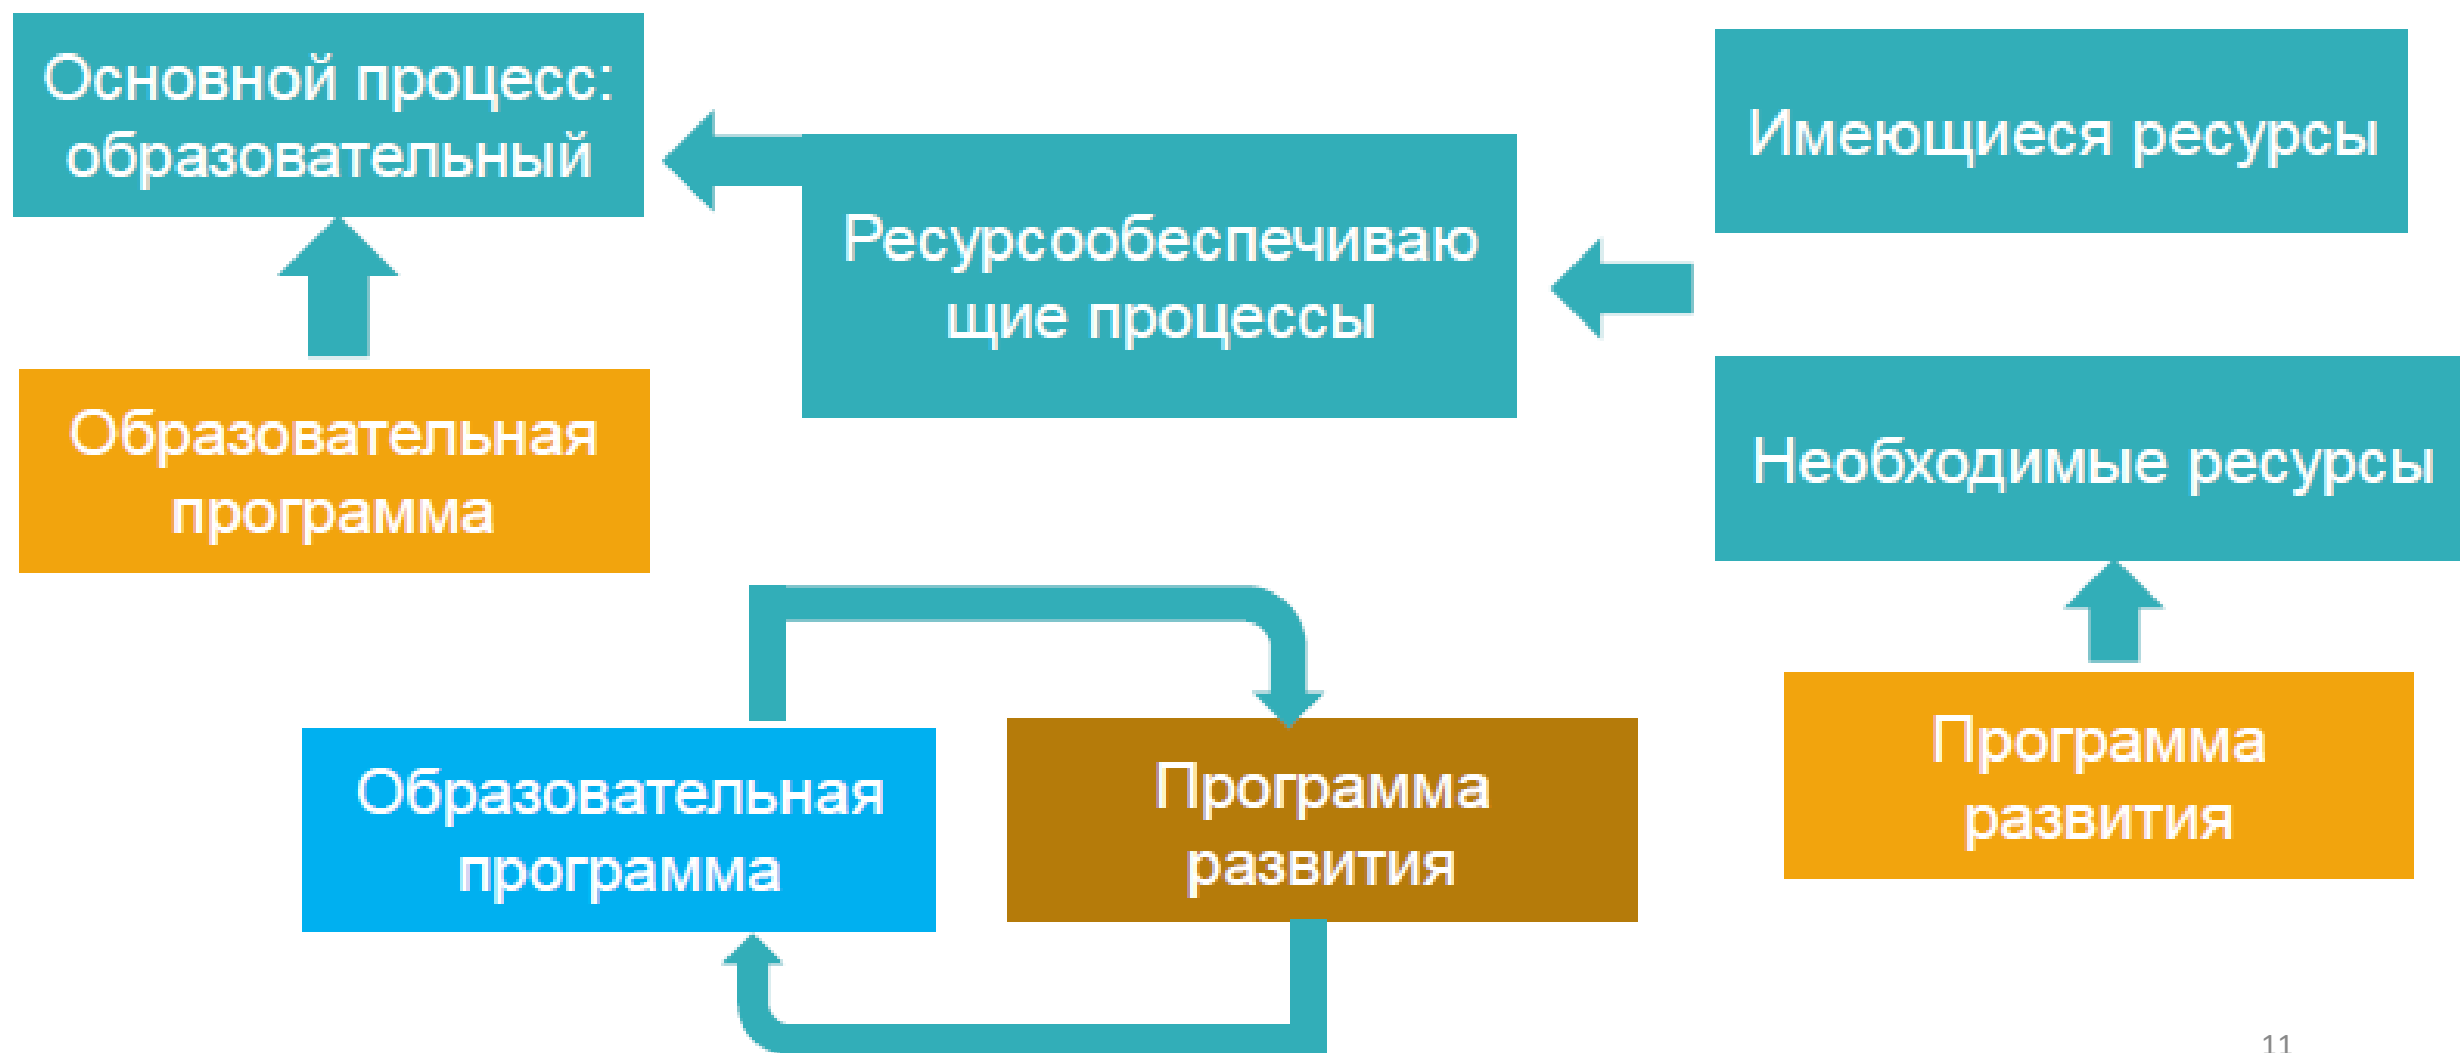 Основной процесс:
образовательный
Имеющиеся ресурсы
Ресурсообеспечиваю
щие процессы
Образовательная
программа
Необходимые ресурсы
Образовательная
программа
Программа
развития
Программа
развития
11